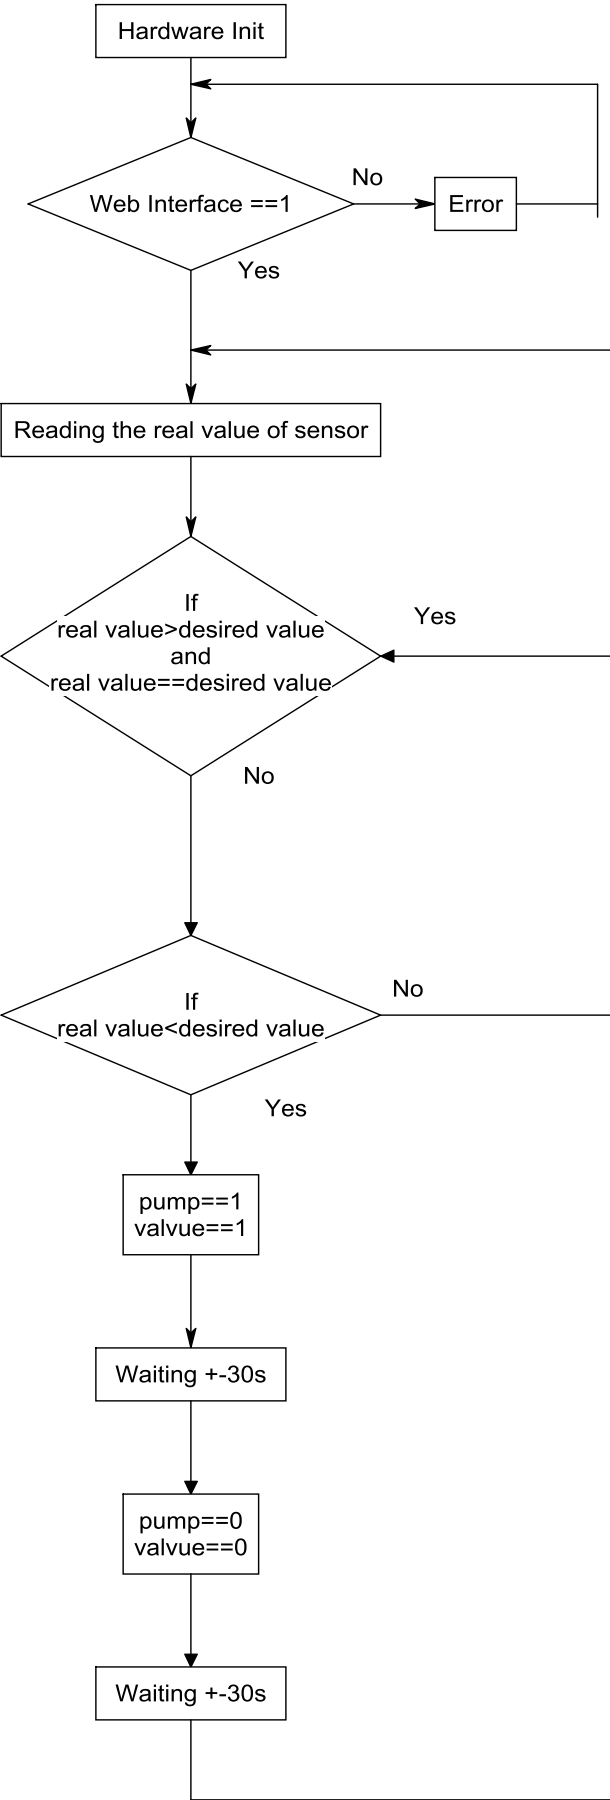 Hardware Init
Web Interface ==1
No
Error
Yes
Reading the real value of sensor
If
real value>desired value
and
real value==desired value
Yes
No
If
real value<desired value
No
Yes
pump==1
valvue==1
Waiting +-30s
pump==0
valvue==0
Waiting +-30s